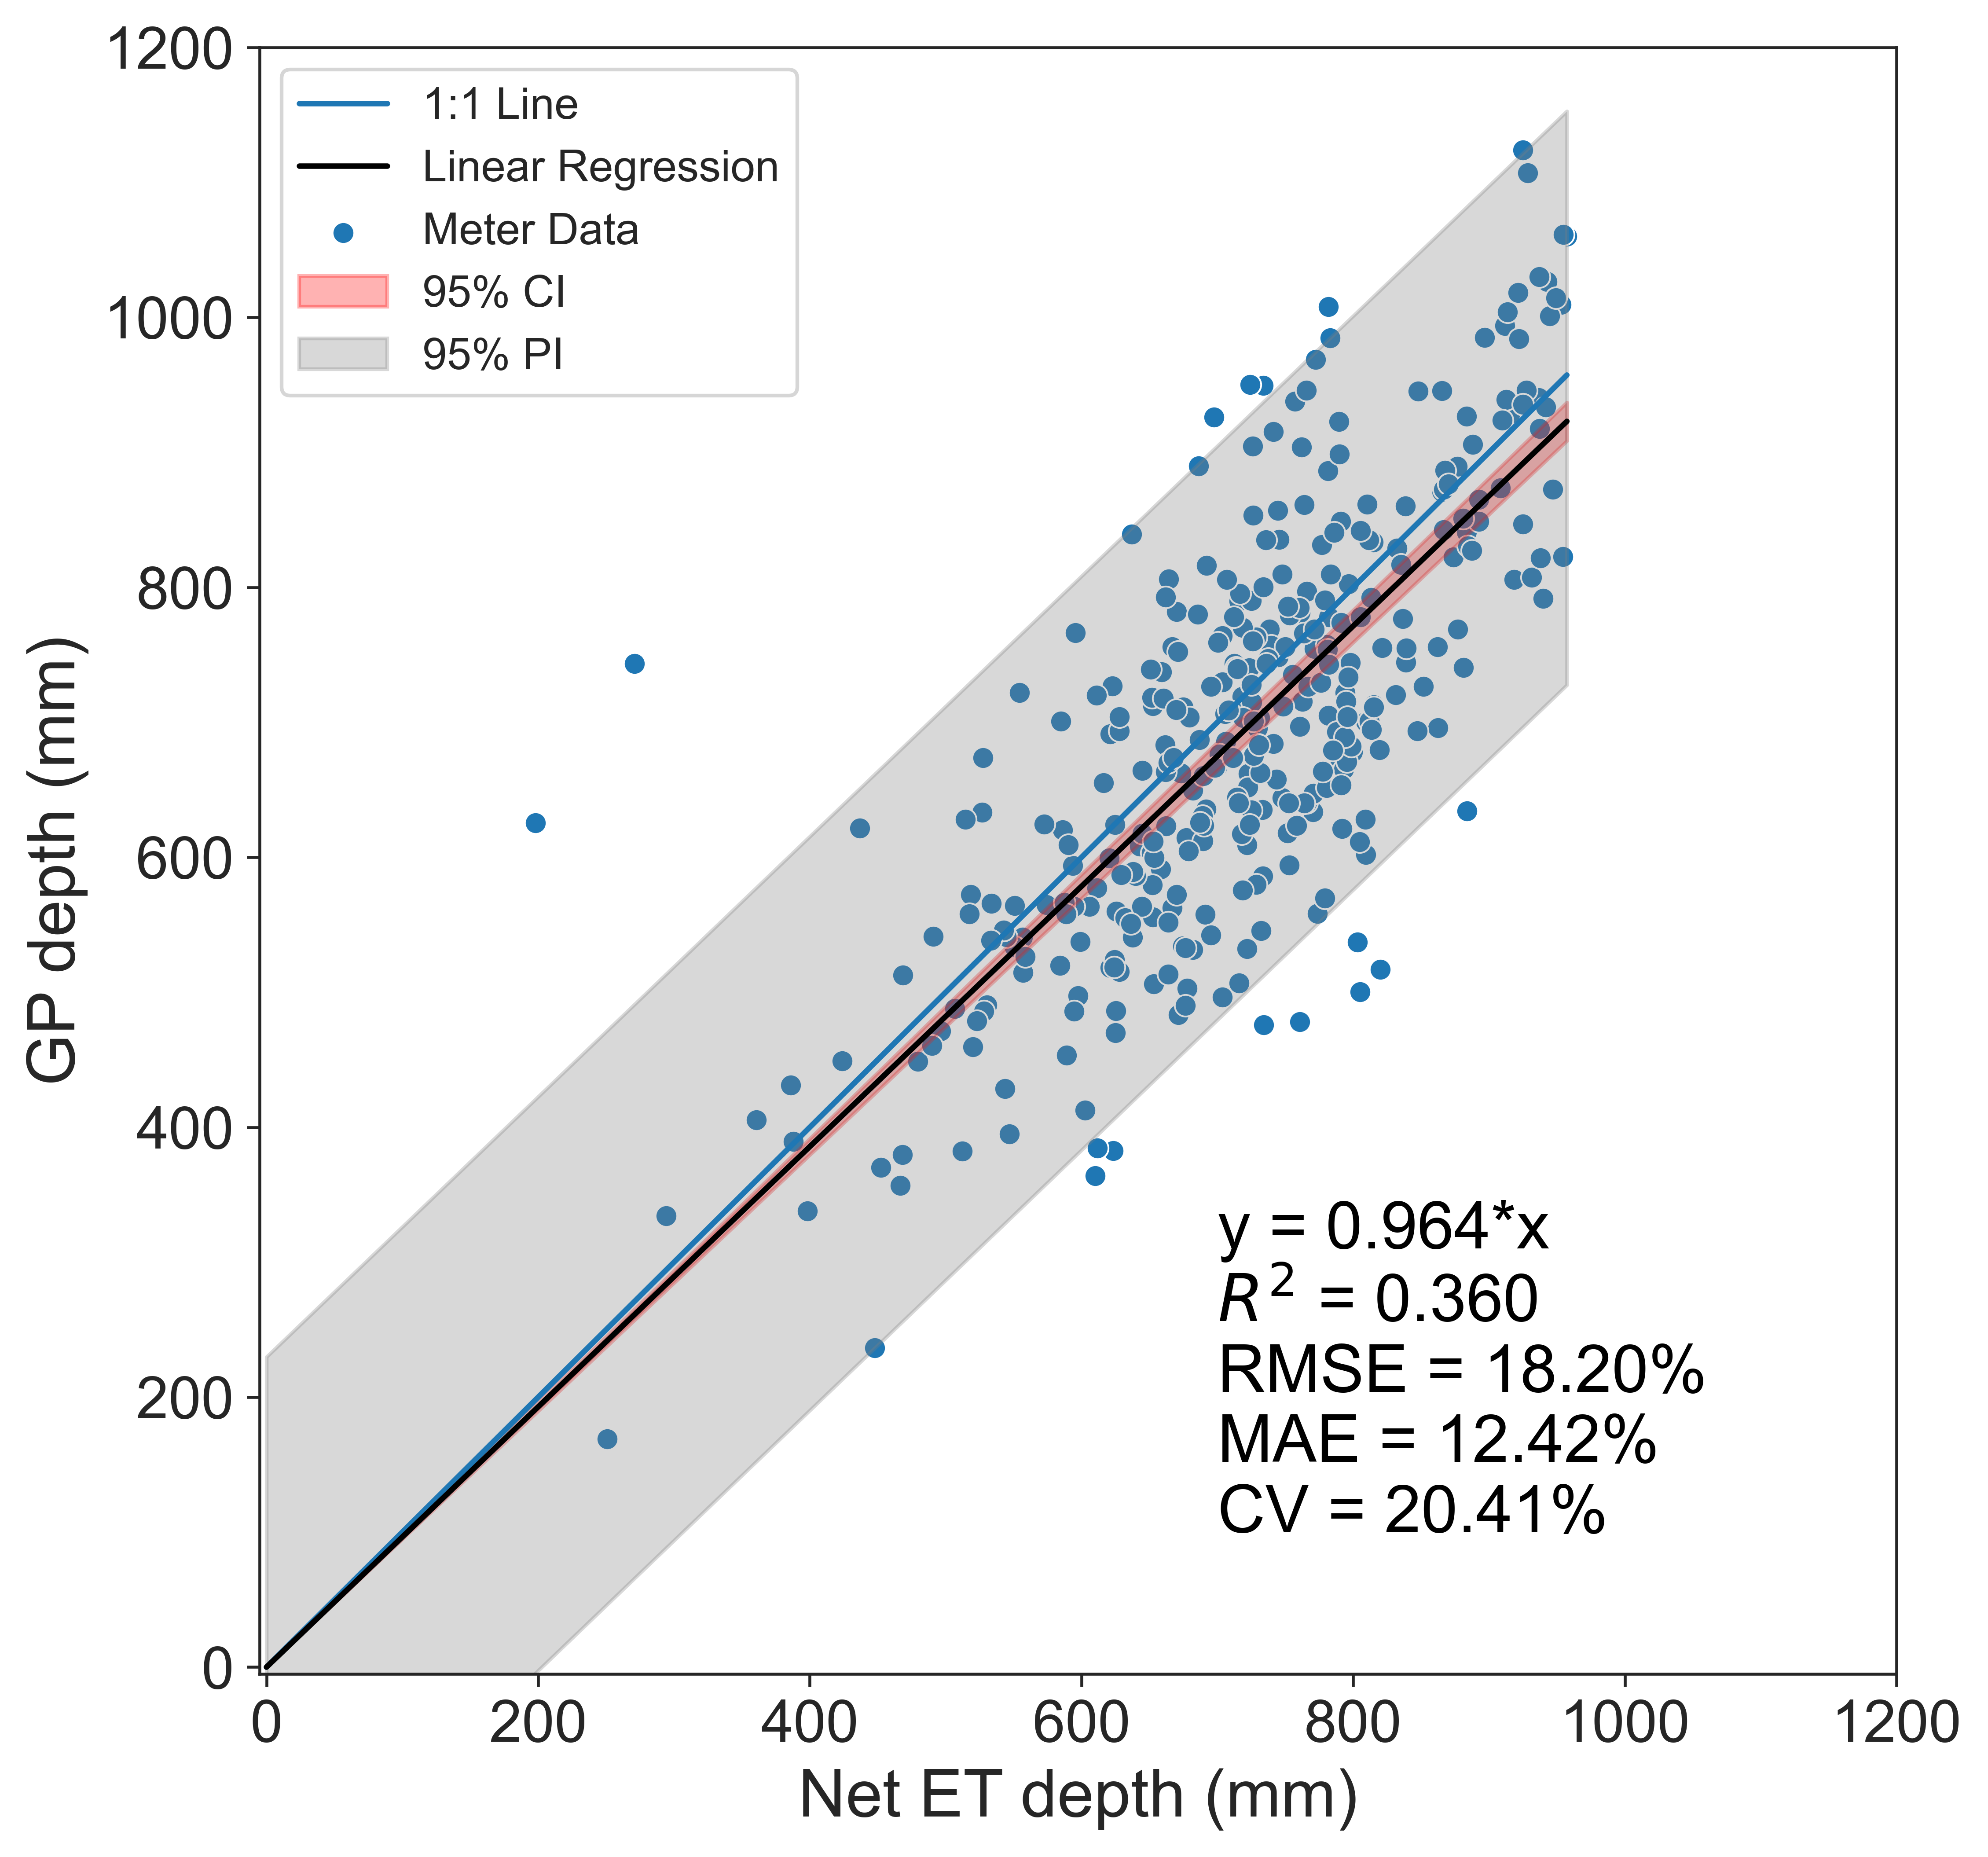 1:1 Line
Linear Regression
Meter Data
95% CI
95% PI
1200
1000
800
600
400
200
0
GP depth (mm)
y = 0.964*x
R² = 0.360
RMSE = 18.20%
MAE = 12.42%
CV = 20.41%
0 200 400 600 800 1000 1200
Net ET depth (mm)